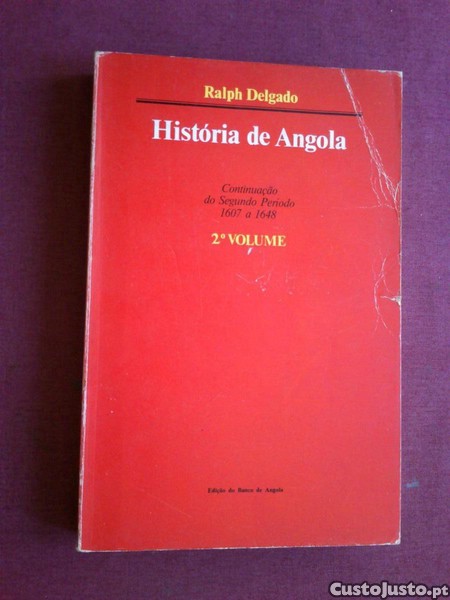 Ralph Delgado
História de Angola
Continuação
do Segundo Período
1607 a 1648
2º VOLUME
Edição do Banco de Angola
CustoJusto.pt